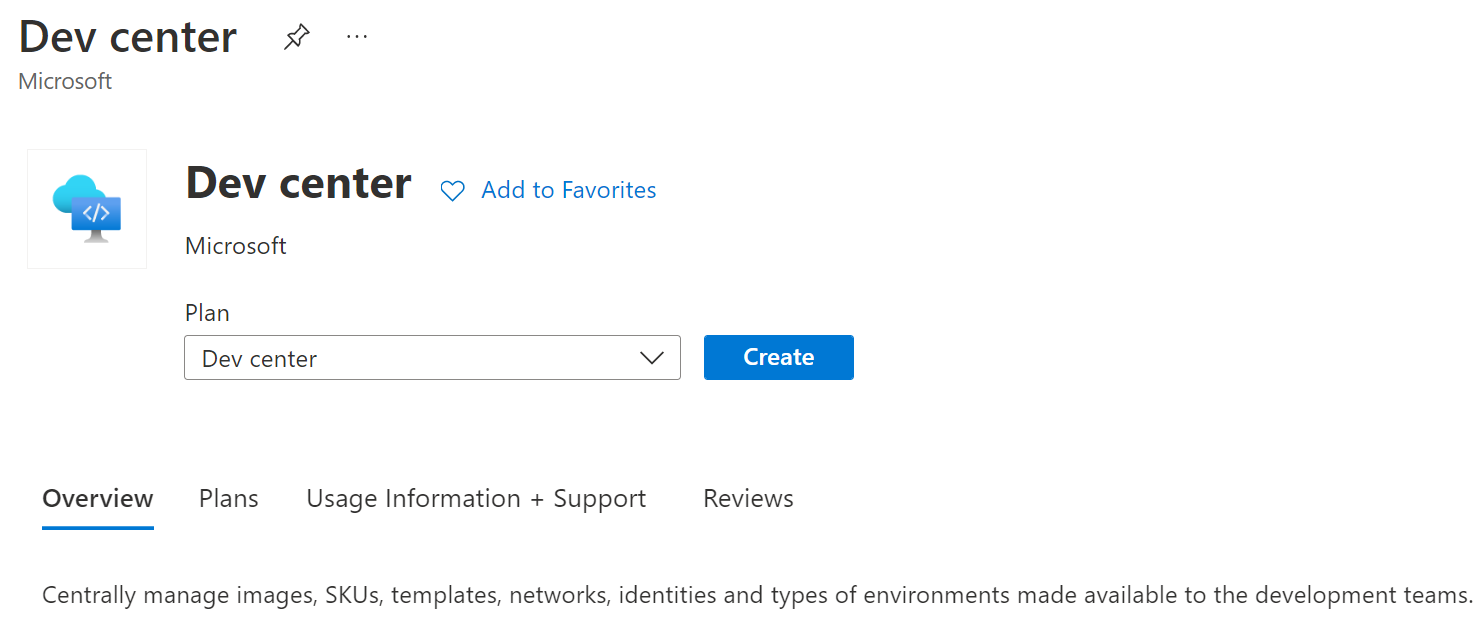 Dev center
...
Microsoft
</>
Dev center
Add to Favorites
Microsoft
Plan
Dev center
Create
Overview Plans Usage Information + Support Reviews
Centrally manage images, SKUs, templates, networks, identities and types of environments made available to the development teams.